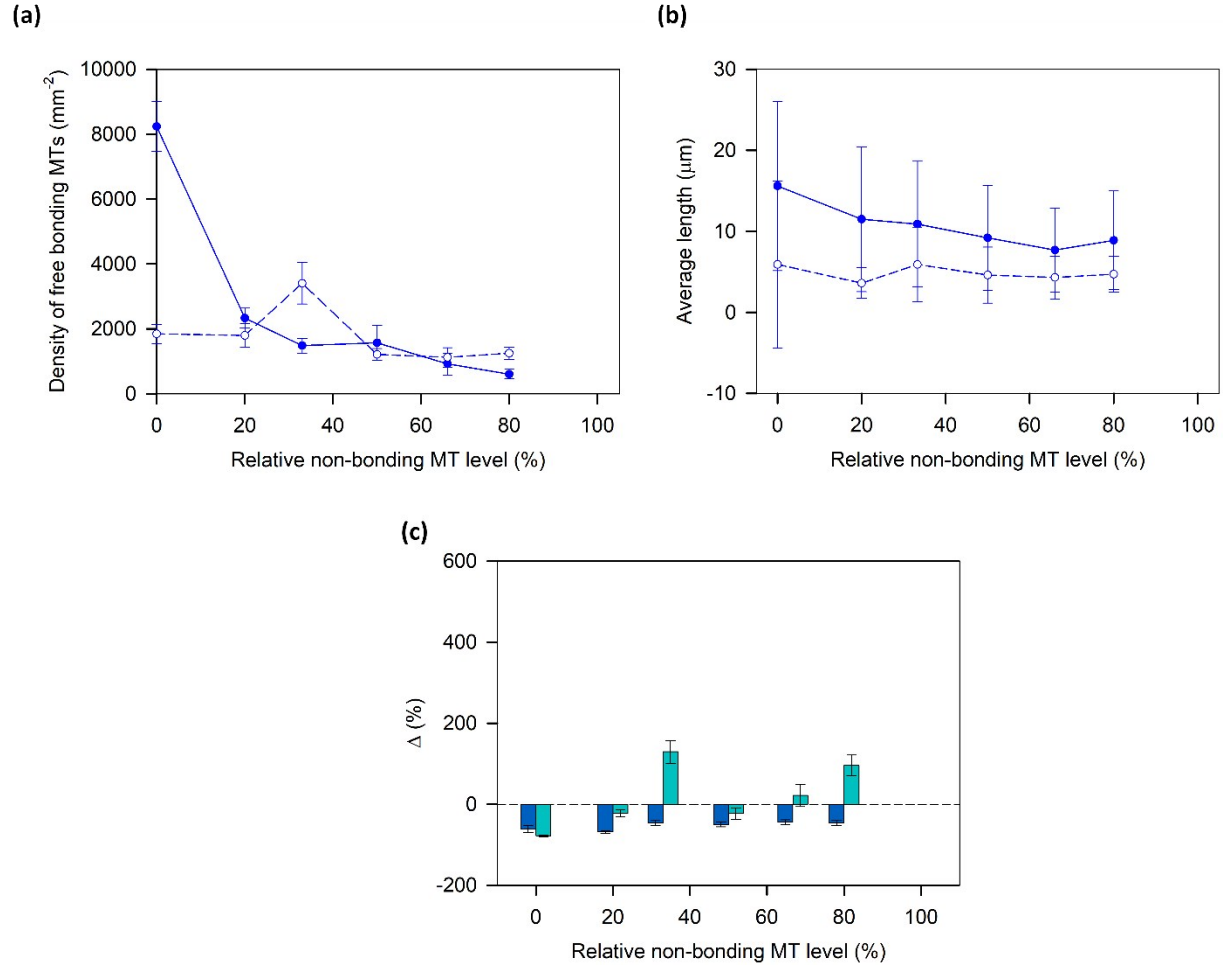 (a)
10000
8000
6000
4000
2000
0
Density of free bonding MTs (mm⁻²)
0 20 40 60 80 100
Relative non-bonding MT level (%)
(b)
30
20
10
0
-10
Average length (μm)
0 20 40 60 80 100
Relative non-bonding MT level (%)
(c)
600
400
200
0
-200
Δ (%)
0 20 40 60 80 100
Relative non-bonding MT level (%)